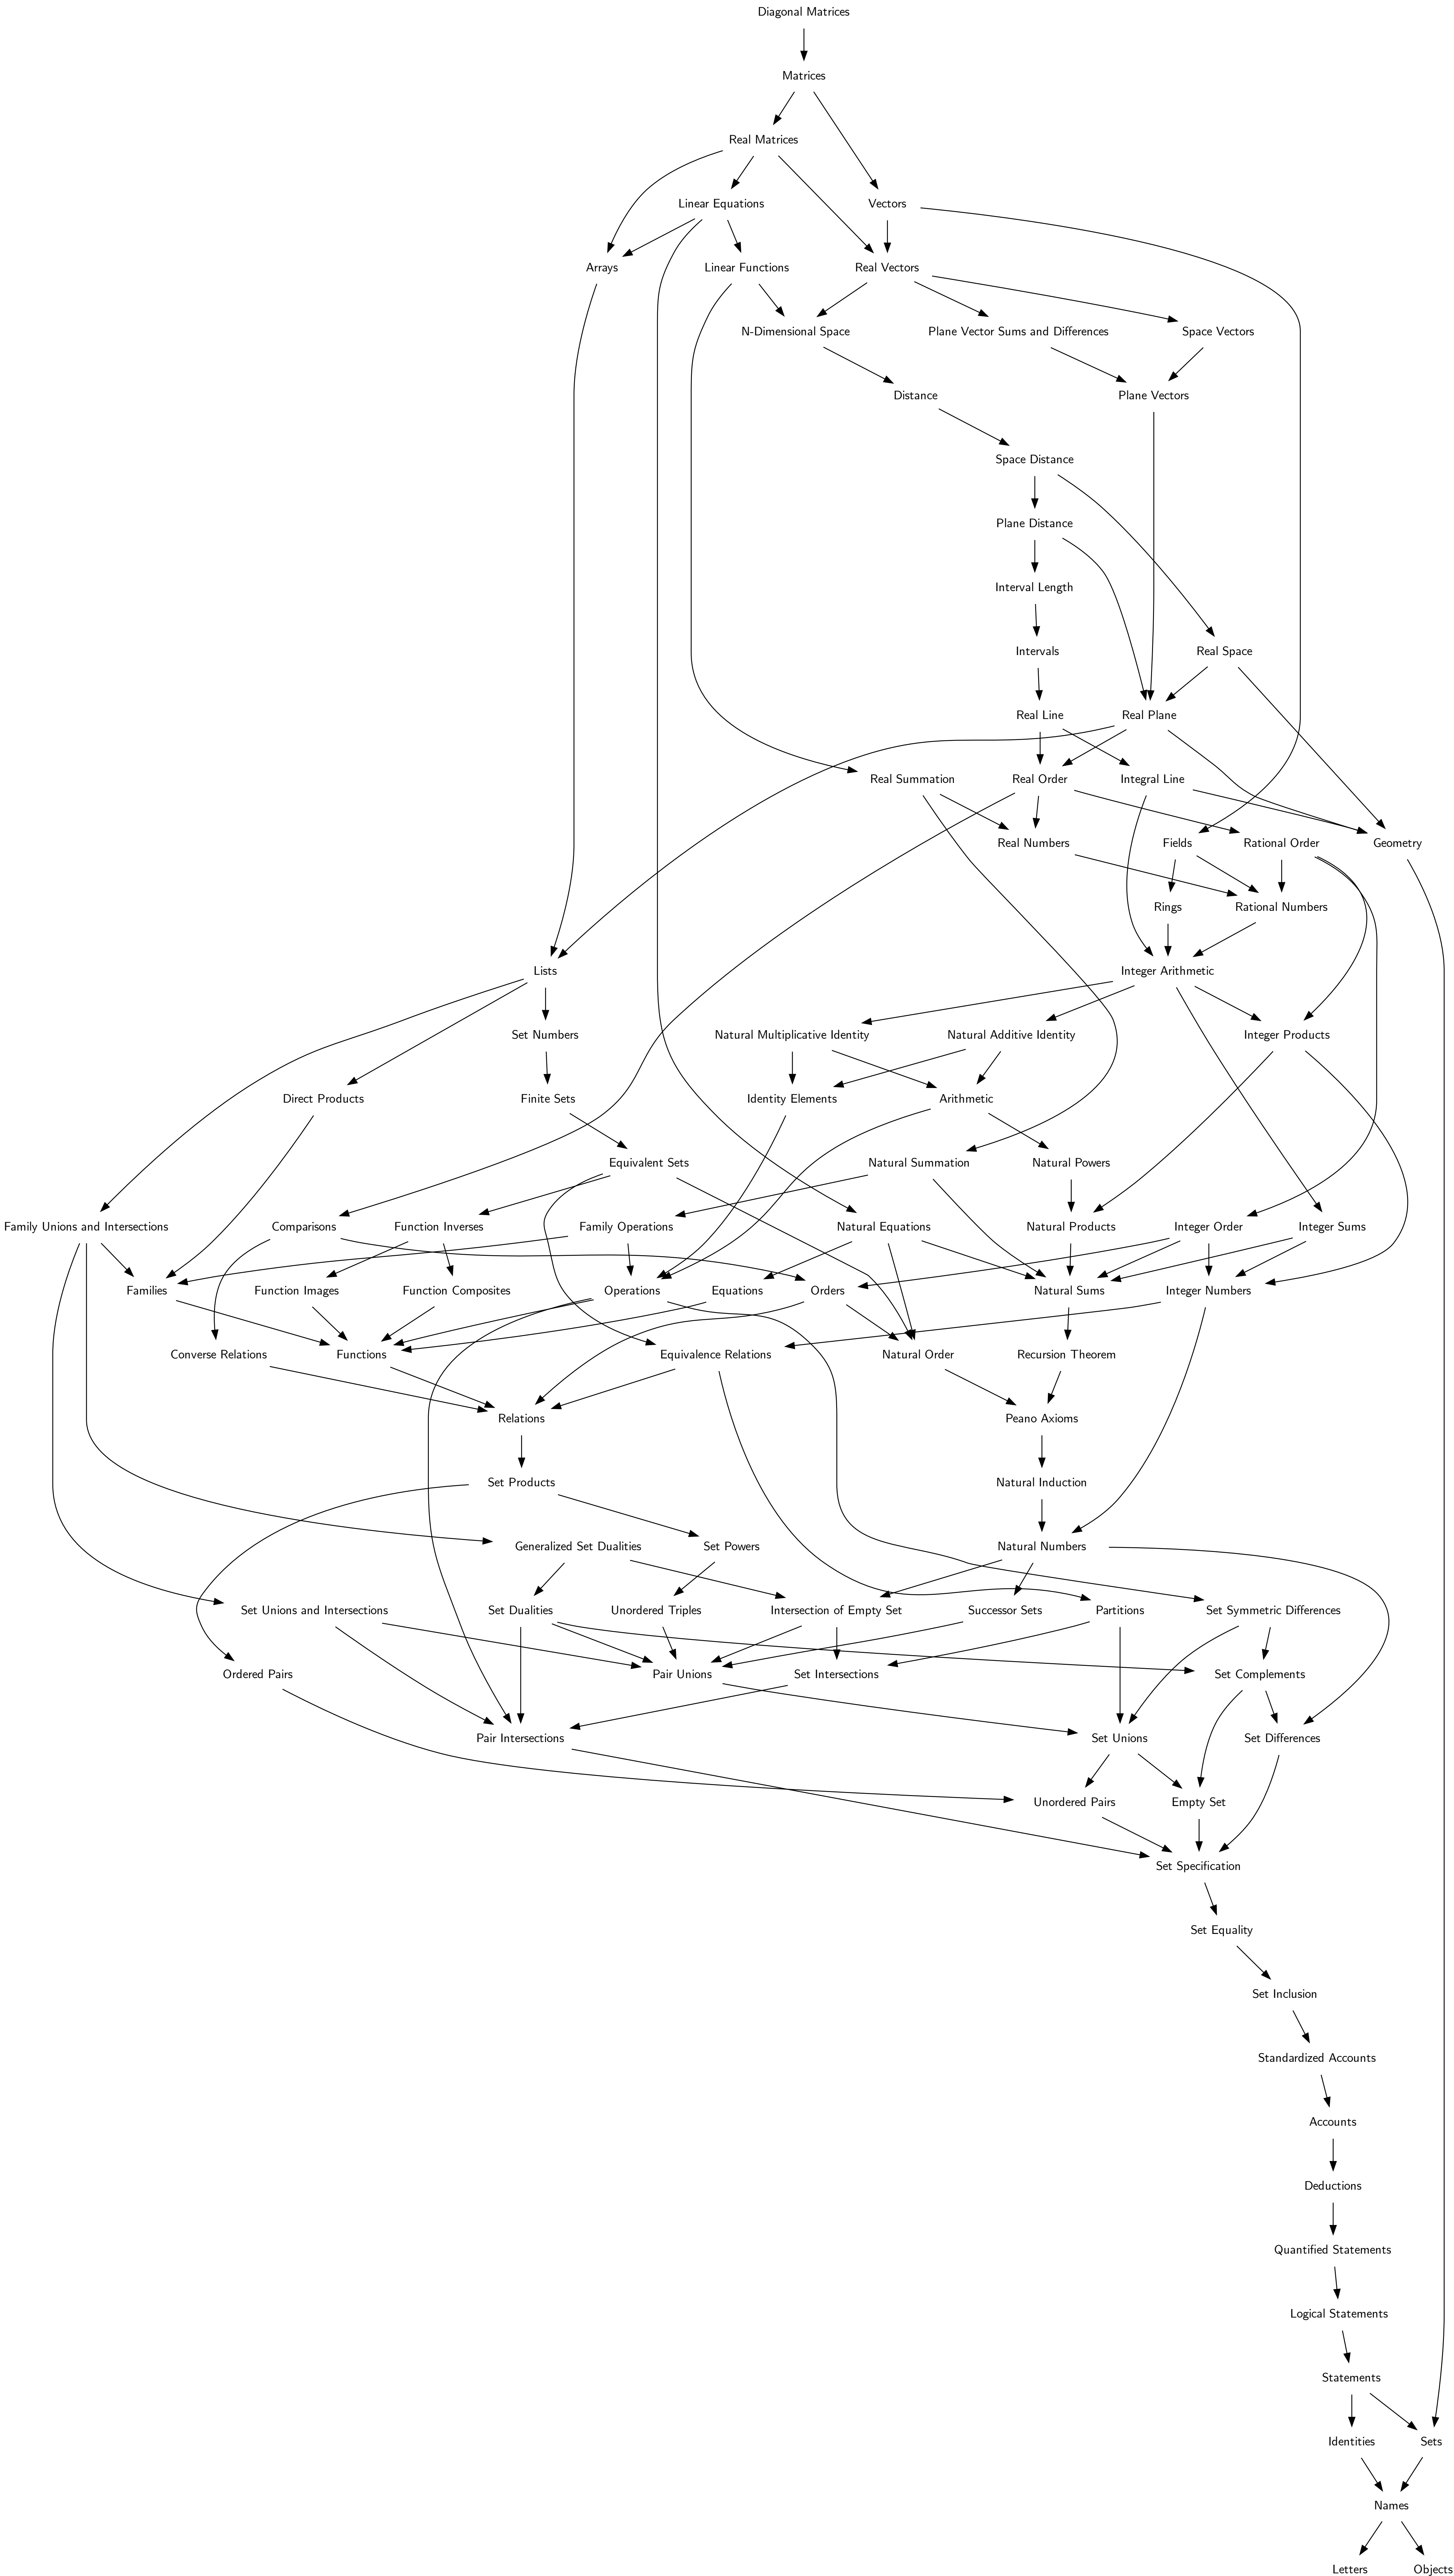 Diagonal Matrices
Matrices
Real Matrices
Linear Equations
Vectors
Arrays
Linear Functions
Real Vectors
N-Dimensional Space
Plane Vector Sums and Differences
Space Vectors
Distance
Plane Vectors
Space Distance
Plane Distance
Interval Length
Intervals
Real Space
Real Line
Real Plane
Real Summation
Real Order
Integral Line
Real Numbers
Fields
Rational Order
Geometry
Rings
Rational Numbers
Lists
Integer Arithmetic
Set Numbers
Natural Multiplicative Identity
Natural Additive Identity
Integer Products
Direct Products
Finite Sets
Identity Elements
Arithmetic
Equivalent Sets
Natural Summation
Natural Powers
Family Unions and Intersections
Comparisons
Function Inverses
Family Operations
Natural Equations
Natural Products
Integer Order
Integer Sums
Families
Function Images
Function Composites
Operations
Equations
Orders
Natural Sums
Integer Numbers
Converse Relations
Functions
Equivalence Relations
Natural Order
Recursion Theorem
Relations
Peano Axioms
Set Products
Natural Induction
Generalized Set Dualities
Set Powers
Natural Numbers
Set Unions and Intersections
Set Dualities
Unordered Triples
Intersection of Empty Set
Successor Sets
Partitions
Set Symmetric Differences
Ordered Pairs
Pair Unions
Set Intersections
Set Complements
Pair Intersections
Set Unions
Set Differences
Unordered Pairs
Empty Set
Set Specification
Set Equality
Set Inclusion
Standardized Accounts
Accounts
Deductions
Quantified Statements
Logical Statements
Statements
Identities
Sets
Names
Letters
Objects